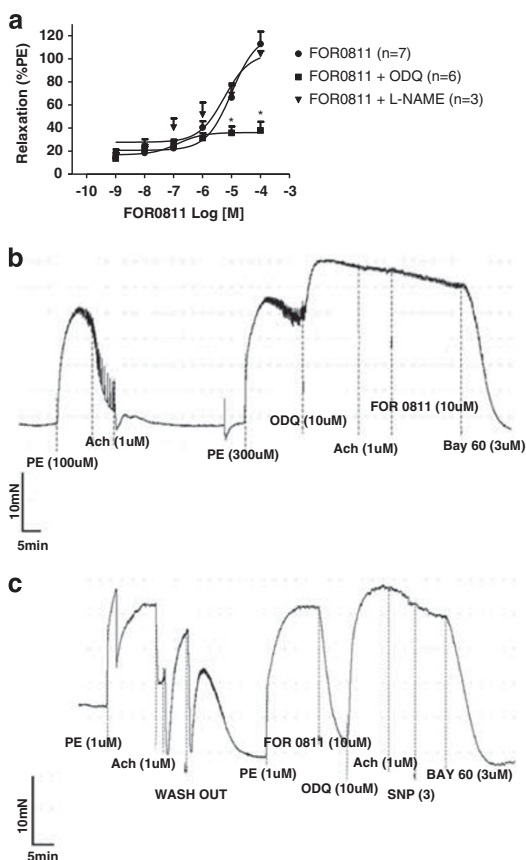 a
Relaxation (%PE)
120
100
80
60
40
20
0
* *
-10 -9 -8 -7 -6 -5 -4 -3
FOR0811 Log [M]
FOR0811 (n=7)
FOR0811 + ODQ (n=6)
FOR0811 + L-NAME (n=3)
b
PE (100uM)
Ach (1uM)
PE (300uM)
ODQ (10uM)
Ach (1uM)
FOR 0811 (10uM)
Bay 60 (3uM)
10mN
5min
c
PE (1uM)
Ach (1uM)
WASH OUT
PE (1uM)
FOR 0811 (10uM)
ODQ (10uM)
Ach (1uM)
SNP (3)
BAY 60 (3uM)
10mN
5min